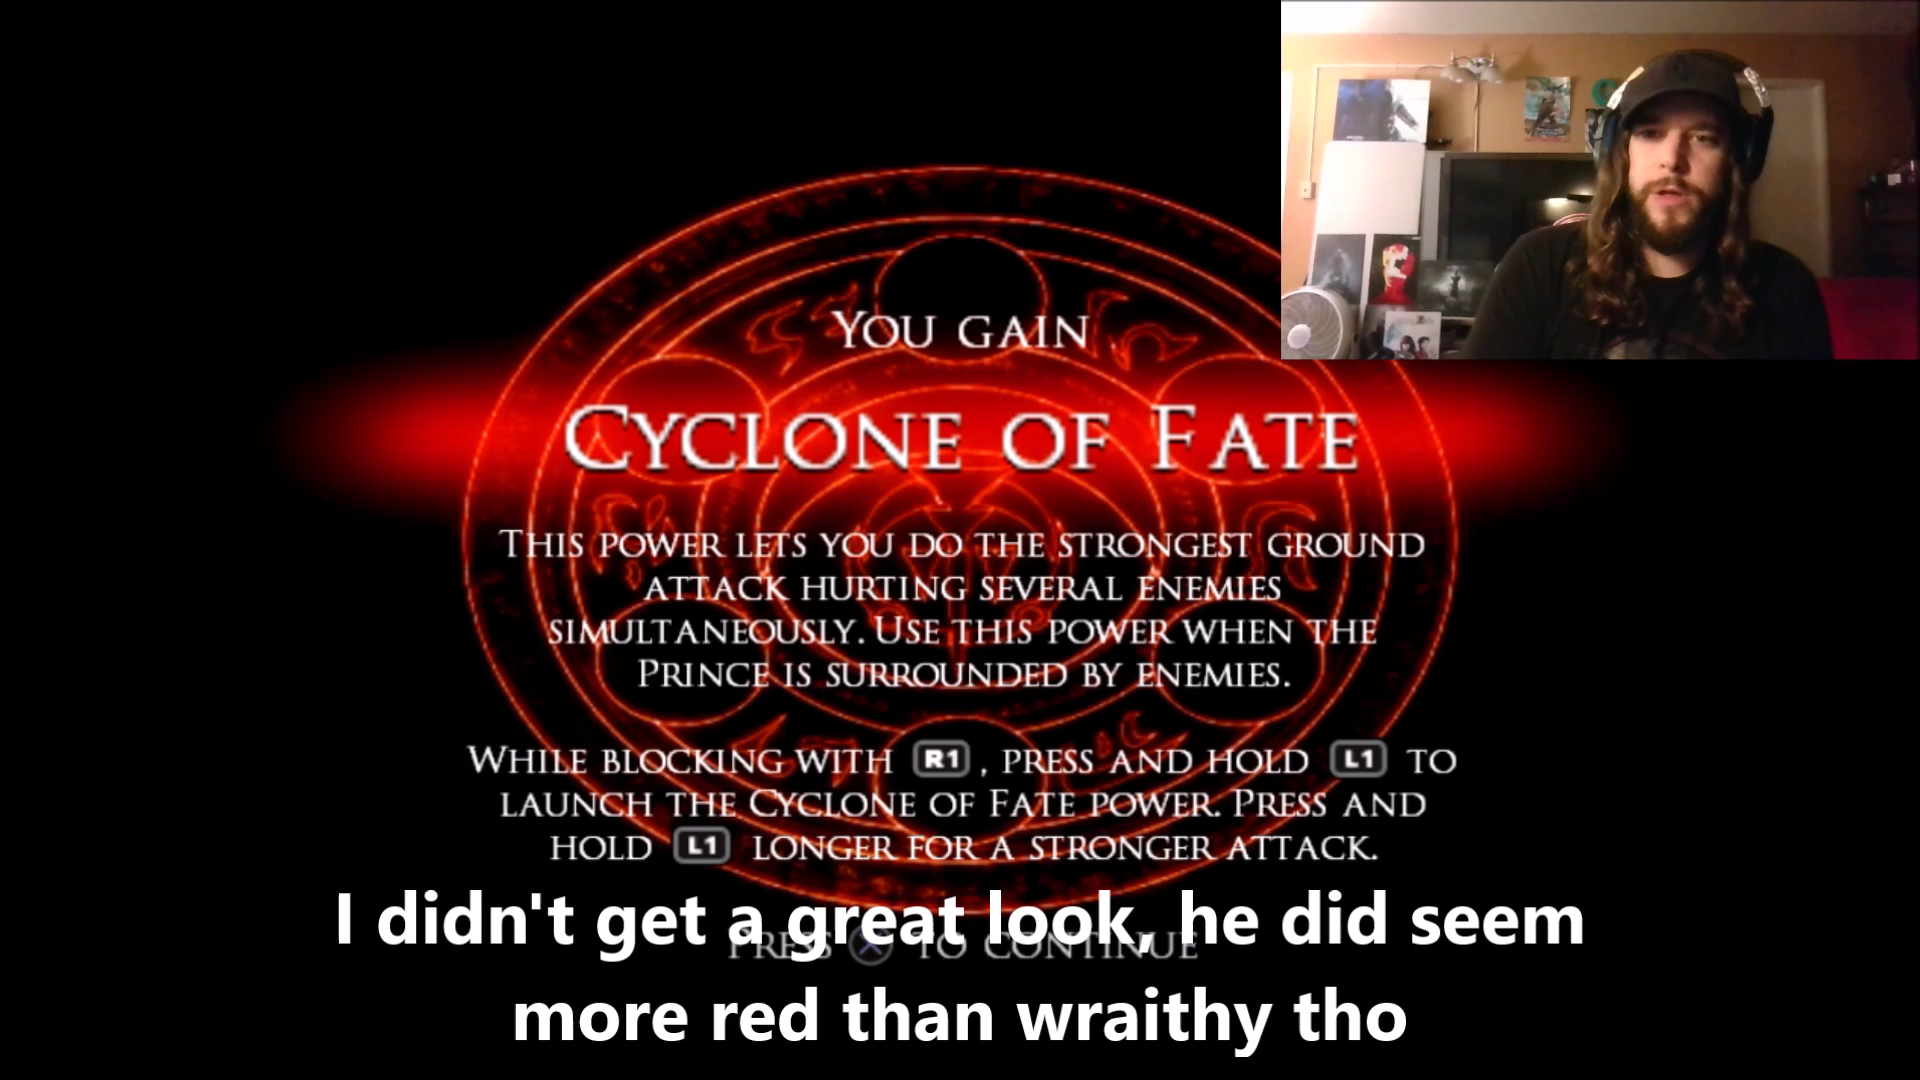 You gain
Cyclone of Fate
This power lets you do the strongest ground
attack hurting several enemies
simultaneously. Use this power when the
Prince is surrounded by enemies.
While blocking with R1, press and hold L1 to
launch the Cyclone of Fate power. Press and
hold L1 longer for a stronger attack.
Press X to continue
I didn't get a great look, he did seem
more red than wraithy tho